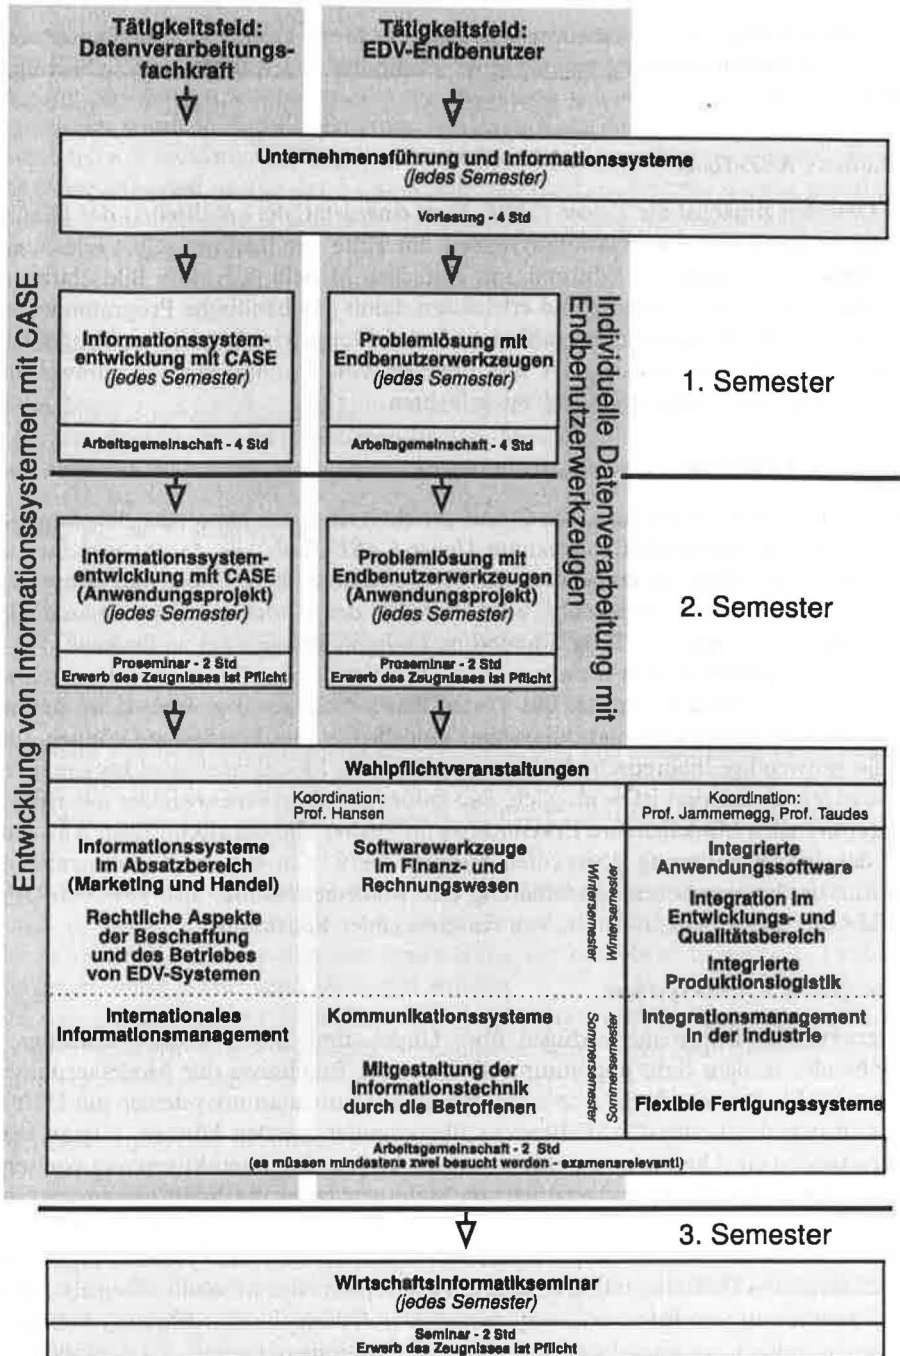 Tätigkeitsfeld:
Datenverarbeitungs-
fachkraft
Tätigkeitsfeld:
EDV-Endbenutzer
Unternehmensführung und Informationssysteme
(jedes Semester)
Vorlesung - 4 Std
Entwicklung von Informationssystemen mit CASE
Informationssystem-
entwicklung mit CASE
(jedes Semester)
Arbeitsgemeinschaft - 4 Std
Problemlösung mit
Endbenutzerwerkzeugen
(jedes Semester)
Arbeitsgemeinschaft - 4 Std
Individuelle Datenverarbeitung mit
Endbenutzerwerkzeugen
1. Semester
Informationssystem-
entwicklung mit CASE
(Anwendungsprojekt)
(jedes Semester)
Proseminar - 2 Std
Erwerb des Zeugnisses ist Pflicht
Problemlösung mit
Endbenutzerwerkzeugen
(Anwendungsprojekt)
(jedes Semester)
Proseminar - 2 Std
Erwerb des Zeugnisses ist Pflicht
2. Semester
Wahlpflichtveranstaltungen
Koordination:
Prof. Hansen
Koordination:
Prof. Jammernegg, Prof. Taudes
Informationssysteme
im Absatzbereich
(Marketing und Handel)
Rechtliche Aspekte
der Beschaffung
und des Betriebes
von EDV-Systemen
Softwarewerkzeuge
im Finanz- und
Rechnungswesen
Wintersemester
Wintersemester
Integrierte
Anwendungssoftware
Integration im
Entwicklungs- und
Qualitätsbereich
Integrierte
Produktionslogistik
Internationales
Informationsmanagement
Kommunikationssysteme
Mitgestaltung der
Informationstechnik
durch die Betroffenen
Sommersemester
Sommersemester
Integrationsmanagement
in der Industrie
Flexible Fertigungssysteme
Arbeitsgemeinschaft - 2 Std
(es müssen mindestens zwei besucht werden - examensrelevant!)
3. Semester
Wirtschaftsinformatikseminar
(jedes Semester)
Seminar - 2 Std
Erwerb des Zeugnisses ist Pflicht